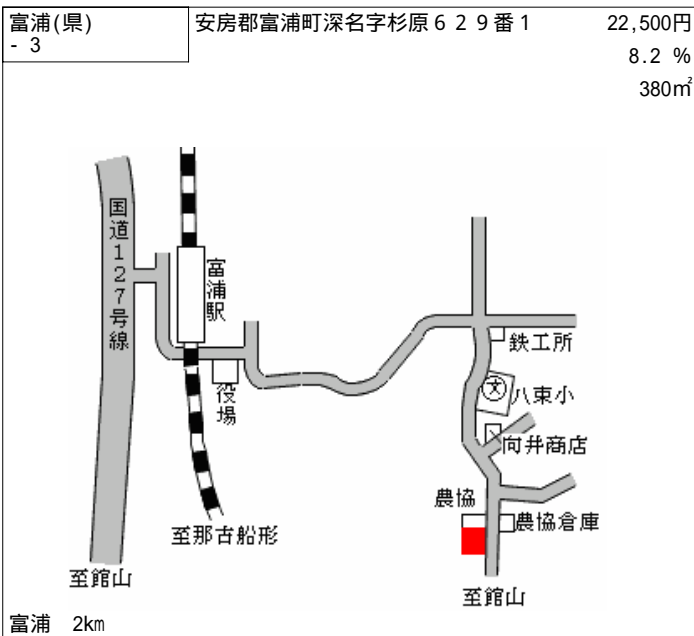 富浦(県)
- 3
安房郡富浦町深名字杉原６２９番１
22,500円
8.2 %
380㎡
国道127号線
富浦駅
役場
鉄工所
文
八束小
向井商店
農協
農協倉庫
至那古船形
至館山
至館山
富浦 2km